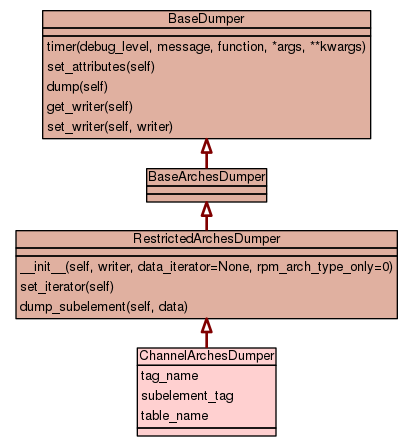 BaseDumper
timer(debug_level, message, function, *args, **kwargs)
set_attributes(self)
dump(self)
get_writer(self)
set_writer(self, writer)
BaseArchesDumper
RestrictedArchesDumper
__init__(self, writer, data_iterator=None, rpm_arch_type_only=0)
set_iterator(self)
dump_subelement(self, data)
ChannelArchesDumper
tag_name
subelement_tag
table_name